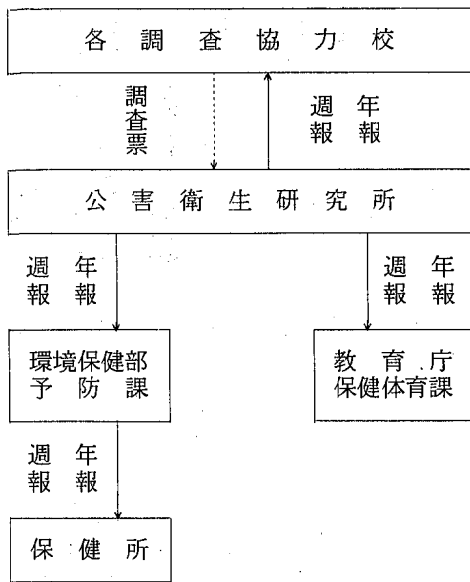 各調査協力校
調査票
週報 年報
公害衛生研究所
週報 年報
週報 年報
環境保健部
予防課
教育庁
保健体育課
週報 年報
保健所